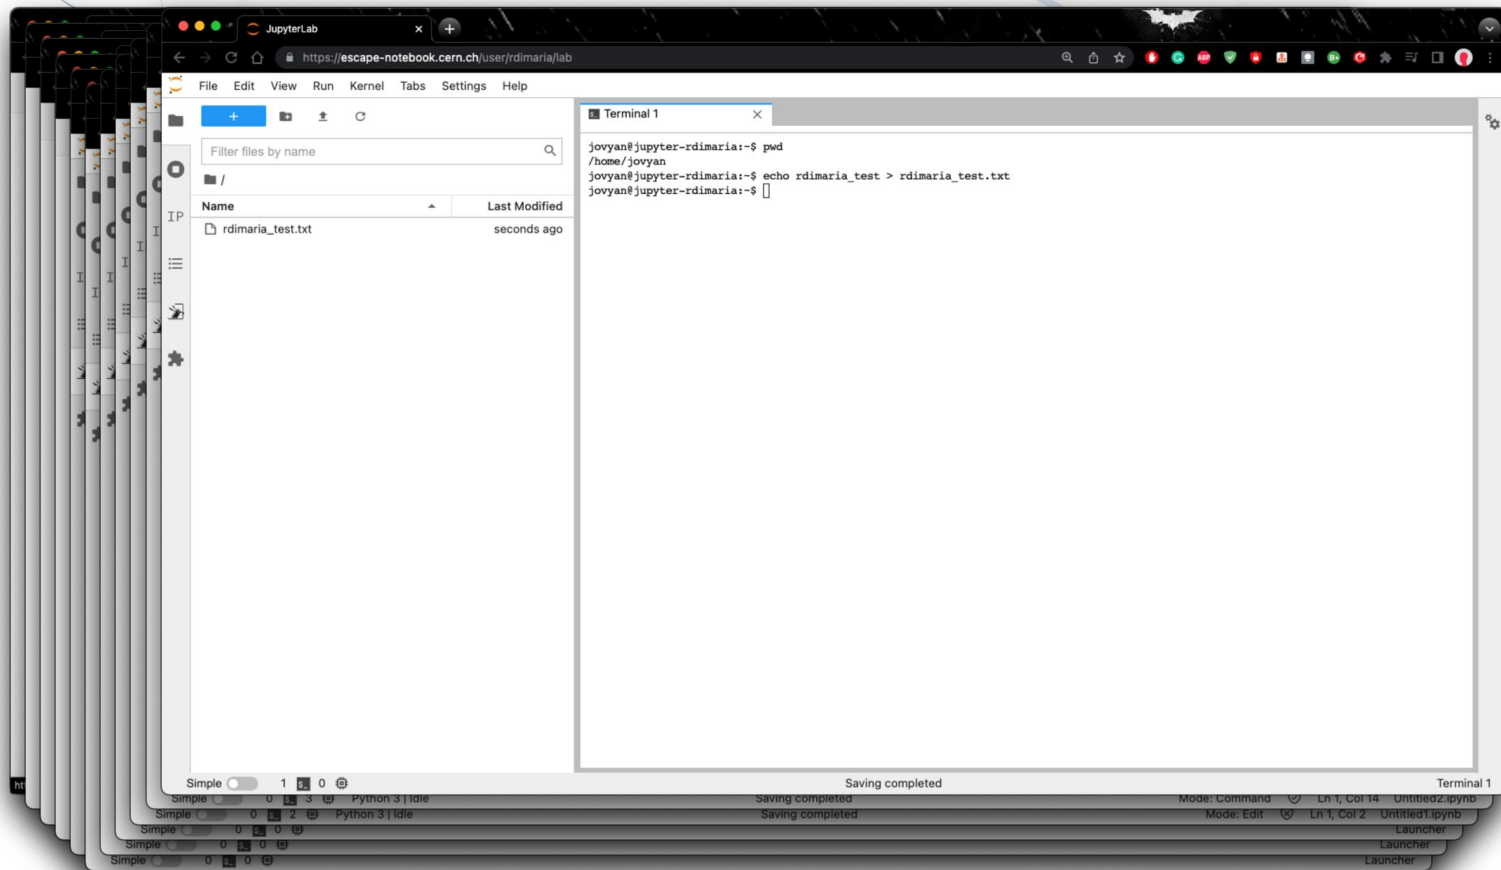 JupyterLab
https://escape-notebook.cern.ch/user/rdimaria/lab
File Edit View Run Kernel Tabs Settings Help
Terminal 1
Filter files by name
/
Name Last Modified
rdimaria_test.txt seconds ago
IP
jovyan@jupyter-rdimaria:~$ pwd
/home/jovyan
jovyan@jupyter-rdimaria:~$ echo rdimaria_test > rdimaria_test.txt
jovyan@jupyter-rdimaria:~$
Simple 1 0 Saving completed Terminal 1
Simple 0 3 Python 3 | Idle Saving completed Mode: Command Ln 1, Col 14 Untitled2.ipynb
Simple 0 2 Python 3 | Idle Saving completed Mode: Edit Ln 1, Col 2 Untitled1.ipynb
Simple 0 0 Launcher
Simple 0 0 Launcher
Simple 0 0 Launcher